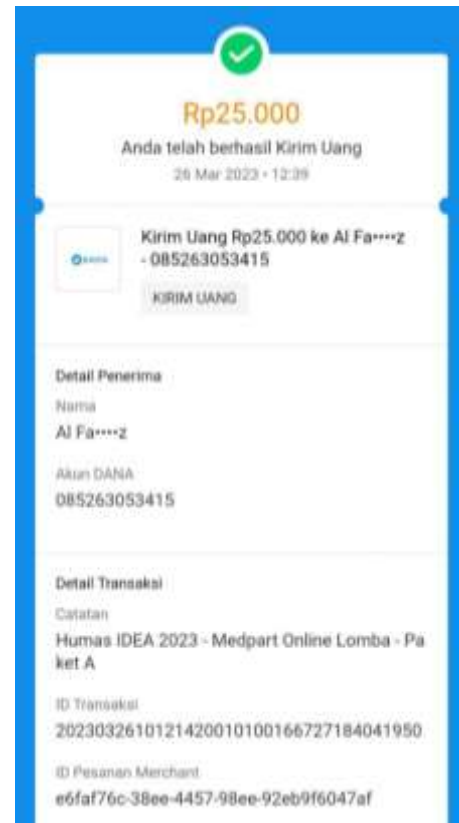 Rp25.000
Anda telah berhasil Kirim Uang
26 Mar 2023 • 12:39
Kirim Uang Rp25.000 ke Al Fa••••z
- 085263053415
DANA
KIRIM UANG
Detail Penerima
Nama
Al Fa••••z
Akun DANA
085263053415
Detail Transaksi
Catatan
Humas IDEA 2023 - Medpart Online Lomba - Pa
ket A
ID Transaksi
2023032610121420010100166727184041950
ID Pesanan Merchant
e6faf76c-38ee-4457-98ee-92eb9f6047af